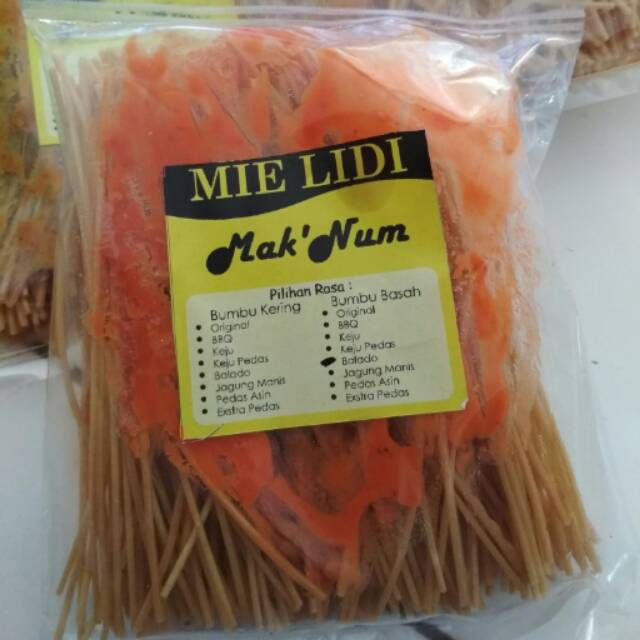 MIE LIDI
Mak'Num
Pilihan Rasa :
Bumbu Kering
• Original
• BBQ
• Keju
• Keju Pedas
• Balado
• Jagung Manis
• Pedas Asin
• Exstra Pedas
Bumbu Basah
• Original
• BBQ
• Keju
• Keju Pedas
• Balado
• Jagung Manis
• Pedas Asin
• Exstra Pedas